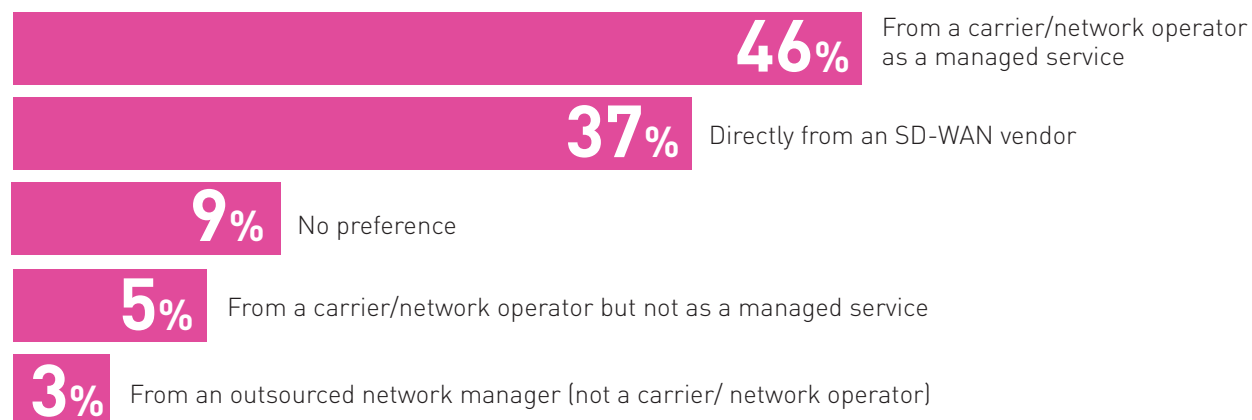 46%
From a carrier/network operator
as a managed service
37%
Directly from an SD-WAN vendor
9%
No preference
5%
From a carrier/network operator but not as a managed service
3%
From an outsourced network manager (not a carrier/ network operator)